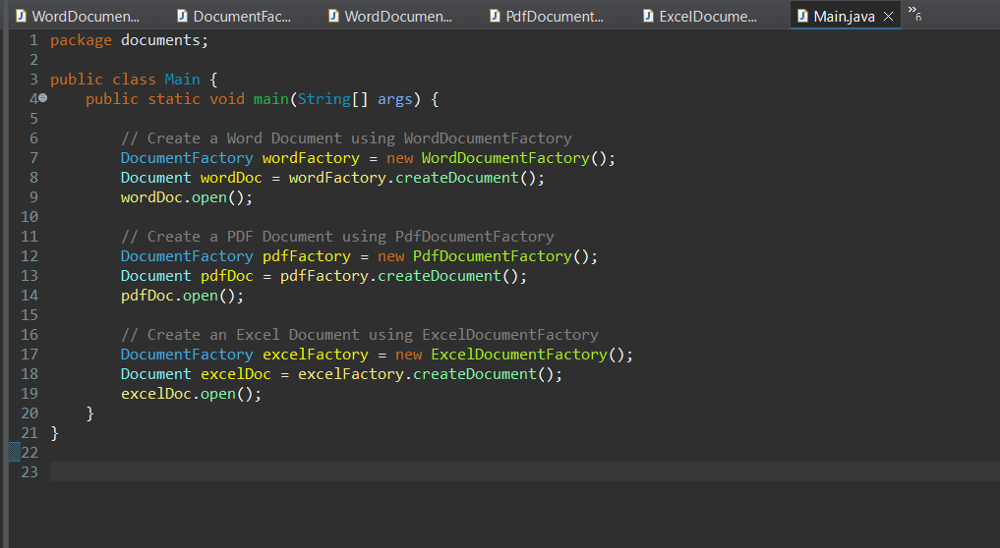 WordDocumen... DocumentFac... WordDocumen... PdfDocument... ExcelDocume... Main.java »6
1 package documents;
2
3 public class Main {
4 public static void main(String[] args) {
5
6 // Create a Word Document using WordDocumentFactory
7 DocumentFactory wordFactory = new WordDocumentFactory();
8 Document wordDoc = wordFactory.createDocument();
9 wordDoc.open();
10
11 // Create a PDF Document using PdfDocumentFactory
12 DocumentFactory pdfFactory = new PdfDocumentFactory();
13 Document pdfDoc = pdfFactory.createDocument();
14 pdfDoc.open();
15
16 // Create an Excel Document using ExcelDocumentFactory
17 DocumentFactory excelFactory = new ExcelDocumentFactory();
18 Document excelDoc = excelFactory.createDocument();
19 excelDoc.open();
20 }
21 }
22
23